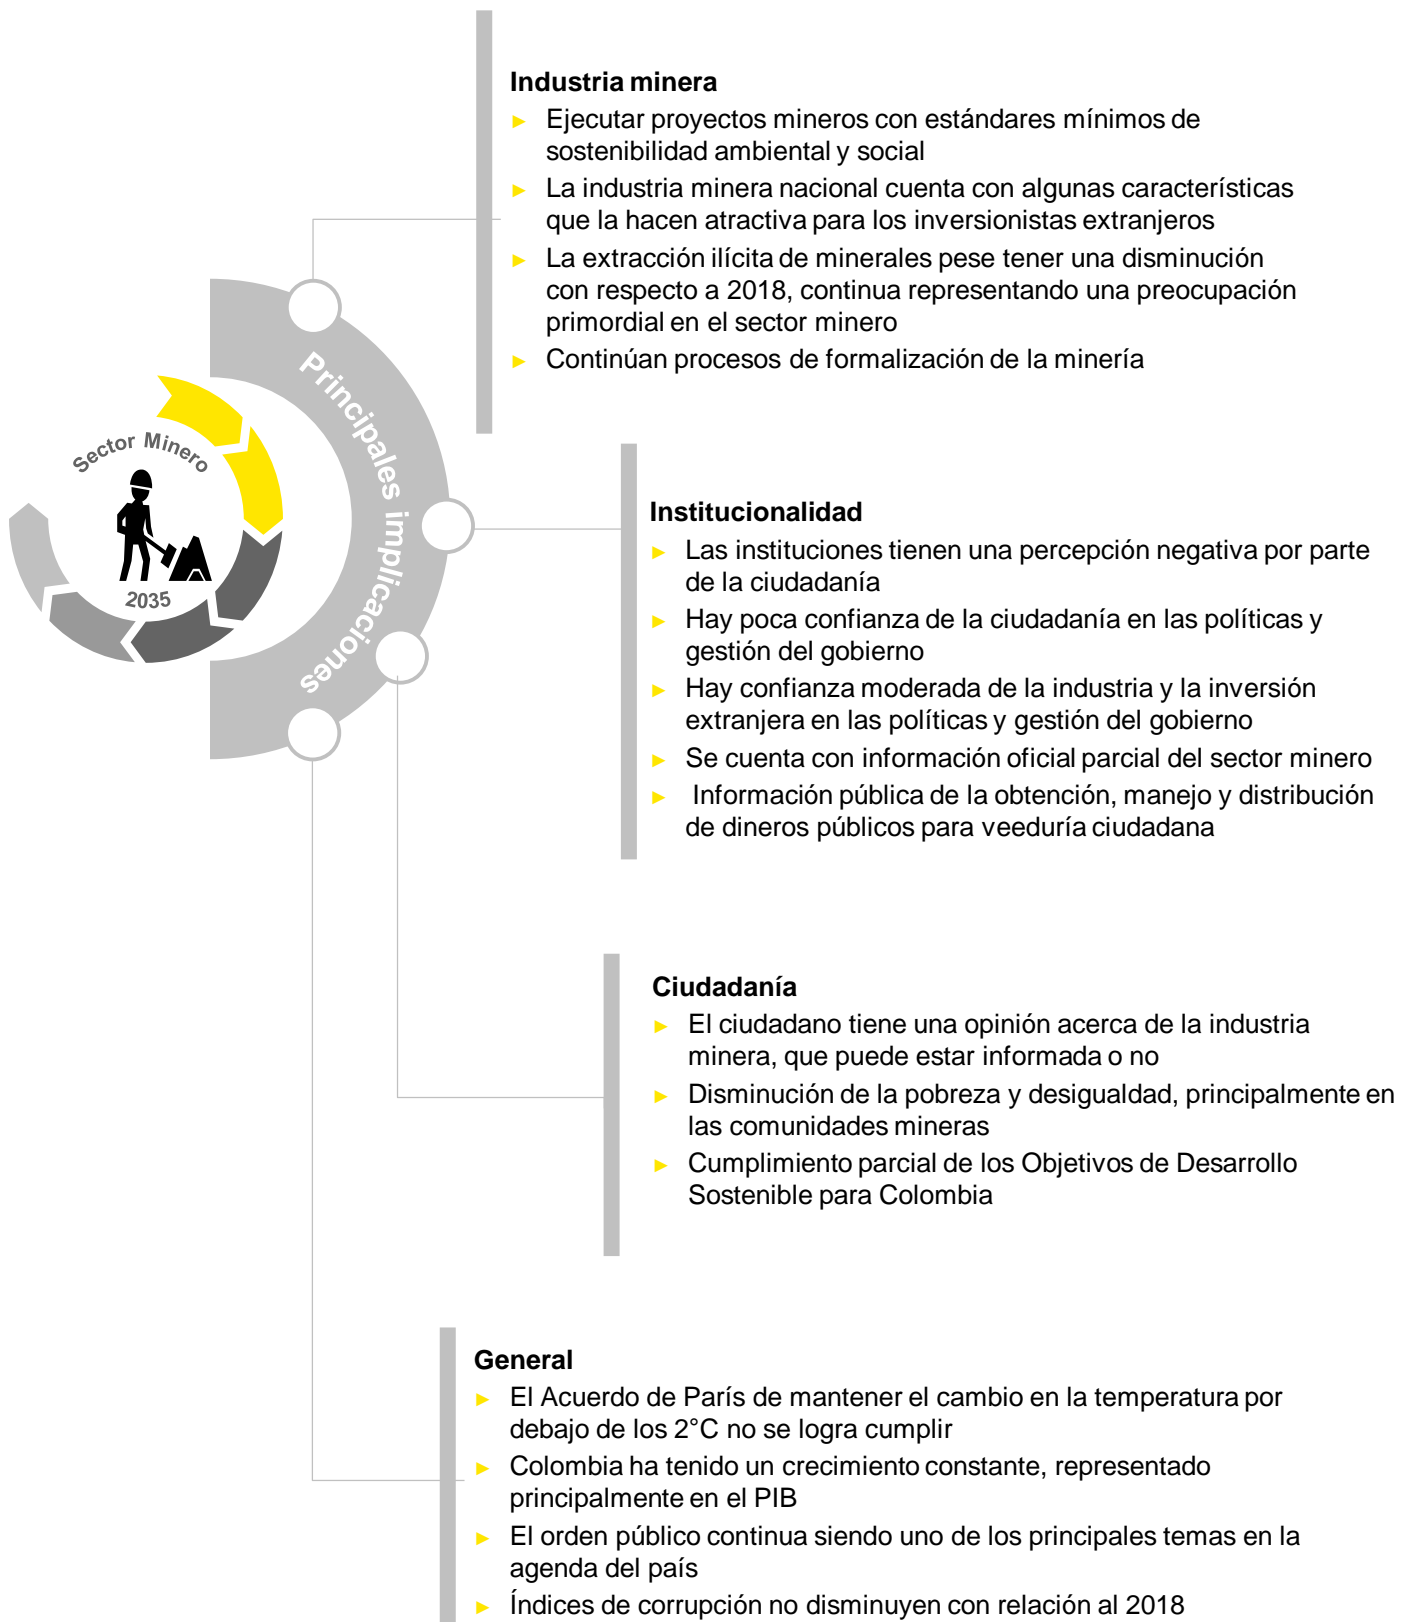 Industria minera
► Ejecutar proyectos mineros con estándares mínimos de
sostenibilidad ambiental y social
► La industria minera nacional cuenta con algunas características
que la hacen atractiva para los inversionistas extranjeros
► La extracción ilícita de minerales pese tener una disminución
con respecto a 2018, continua representando una preocupación
primordial en el sector minero
► Continúan procesos de formalización de la minería
Principales implicaciones
Sector Minero
2035
Institucionalidad
► Las instituciones tienen una percepción negativa por parte
de la ciudadanía
► Hay poca confianza de la ciudadanía en las políticas y
gestión del gobierno
► Hay confianza moderada de la industria y la inversión
extranjera en las políticas y gestión del gobierno
► Se cuenta con información oficial parcial del sector minero
► Información pública de la obtención, manejo y distribución
de dineros públicos para veeduría ciudadana
Ciudadanía
► El ciudadano tiene una opinión acerca de la industria
minera, que puede estar informada o no
► Disminución de la pobreza y desigualdad, principalmente en
las comunidades mineras
► Cumplimiento parcial de los Objetivos de Desarrollo
Sostenible para Colombia
General
► El Acuerdo de París de mantener el cambio en la temperatura por
debajo de los 2°C no se logra cumplir
► Colombia ha tenido un crecimiento constante, representado
principalmente en el PIB
► El orden público continua siendo uno de los principales temas en la
agenda del país
► Índices de corrupción no disminuyen con relación al 2018